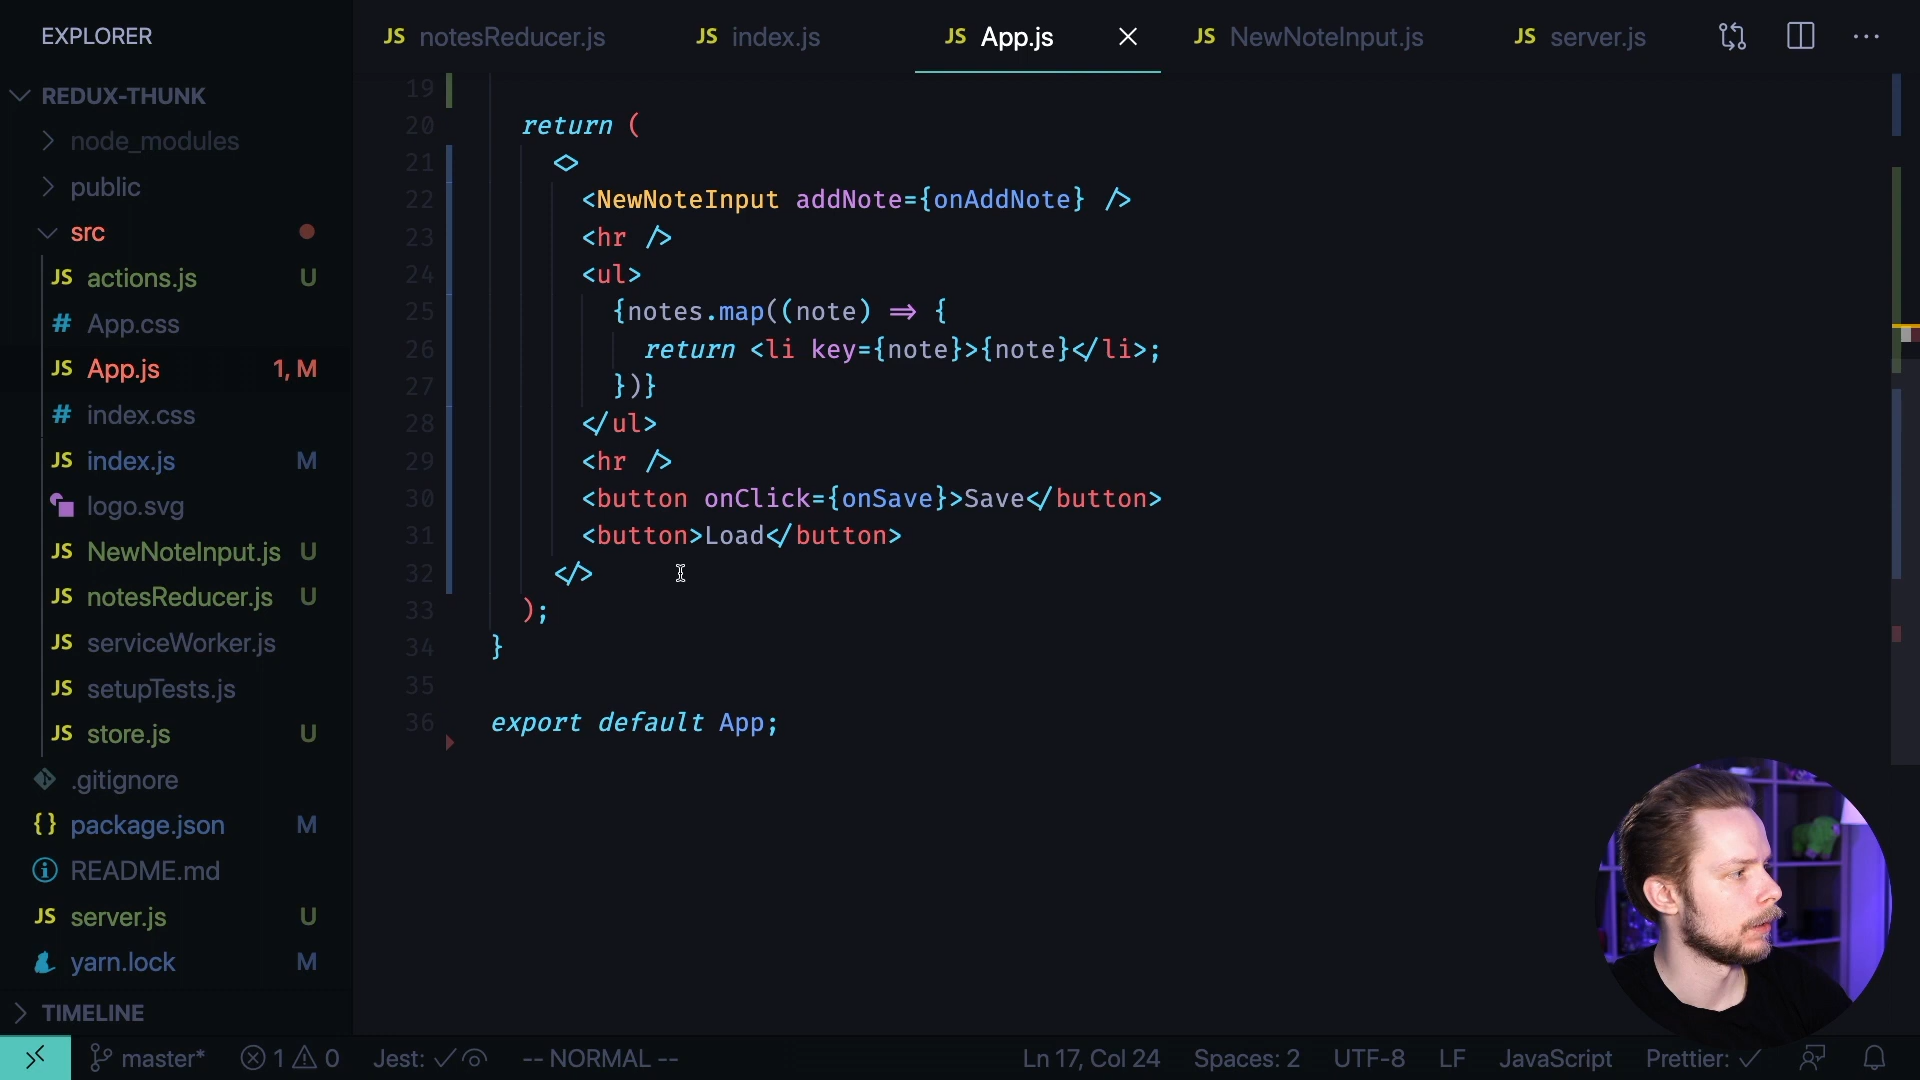 EXPLORER
JS notesReducer.js
JS index.js
JS App.js
JS NewNoteInput.js
JS server.js
REDUX-THUNK
node_modules
public
src
JS actions.js U
# App.css
JS App.js 1, M
# index.css
JS index.js M
logo.svg
JS NewNoteInput.js U
JS notesReducer.js U
JS serviceWorker.js
JS setupTests.js
JS store.js U
.gitignore
{} package.json M
README.md
JS server.js U
yarn.lock M
TIMELINE
19
20 return (
21 <>
22 <NewNoteInput addNote={onAddNote} />
23 <hr />
24 <ul>
25 {notes.map((note) => {
26 return <li key={note}>{note}</li>;
27 })}
28 </ul>
29 <hr />
30 <button onClick={onSave}>Save</button>
31 <button>Load</button>
32 </>
33 );
34 }
35
36 export default App;
master* 1 0 Jest: -- NORMAL -- Ln 17, Col 24 Spaces: 2 UTF-8 LF JavaScript Prettier: